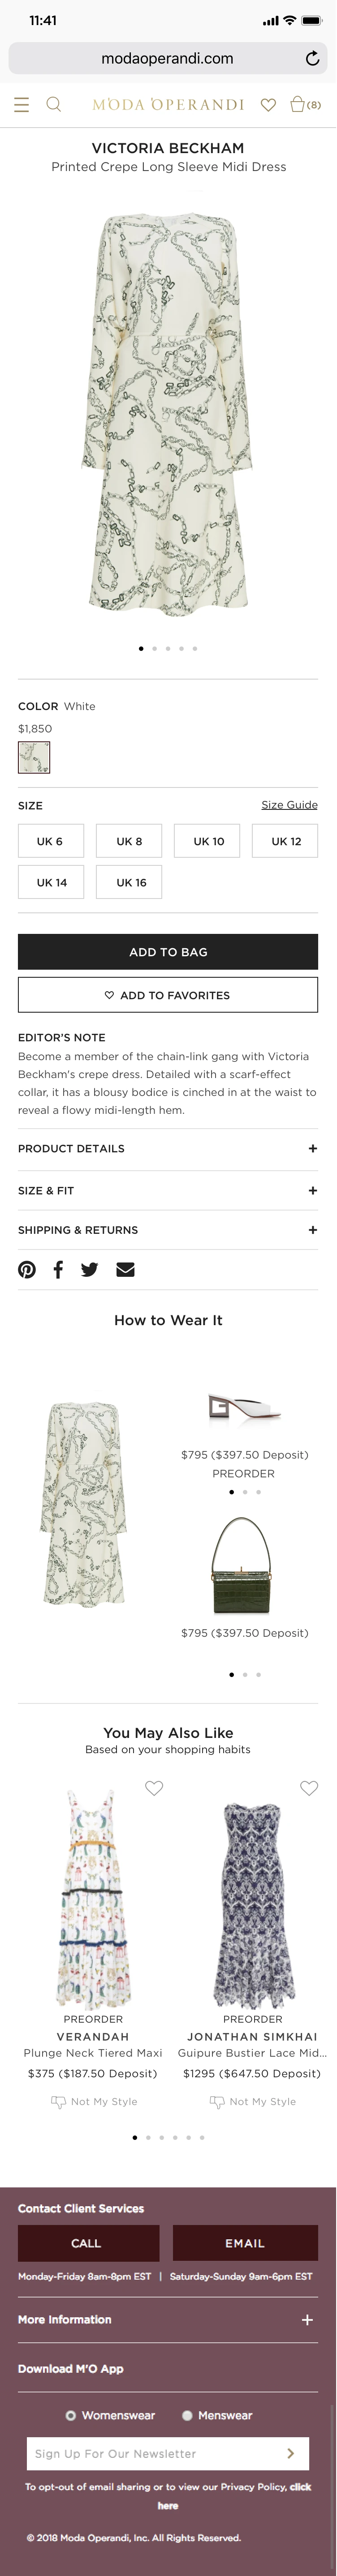 11:41
modaoperandi.com
MODA OPERANDI
(8)
VICTORIA BECKHAM
Printed Crepe Long Sleeve Midi Dress
COLOR White
$1,850
SIZE Size Guide
UK 6 UK 8 UK 10 UK 12
UK 14 UK 16
ADD TO BAG
ADD TO FAVORITES
EDITOR'S NOTE
Become a member of the chain-link gang with Victoria
Beckham's crepe dress. Detailed with a scarf-effect
collar, it has a blousy bodice is cinched in at the waist to
reveal a flowy midi-length hem.
PRODUCT DETAILS +
SIZE & FIT +
SHIPPING & RETURNS +
How to Wear It
$795 ($397.50 Deposit)
PREORDER
$795 ($397.50 Deposit)
You May Also Like
Based on your shopping habits
PREORDER
VERANDAH
Plunge Neck Tiered Maxi
$375 ($187.50 Deposit)
Not My Style
PREORDER
JONATHAN SIMKHAI
Guipure Bustier Lace Mid...
$1295 ($647.50 Deposit)
Not My Style
Contact Client Services
CALL EMAIL
Monday-Friday 8am-8pm EST | Saturday-Sunday 9am-6pm EST
More Information +
Download M'O App
Womenswear Menswear
Sign Up For Our Newsletter
To opt-out of email sharing or to view our Privacy Policy, click
here
© 2018 Moda Operandi, Inc. All Rights Reserved.